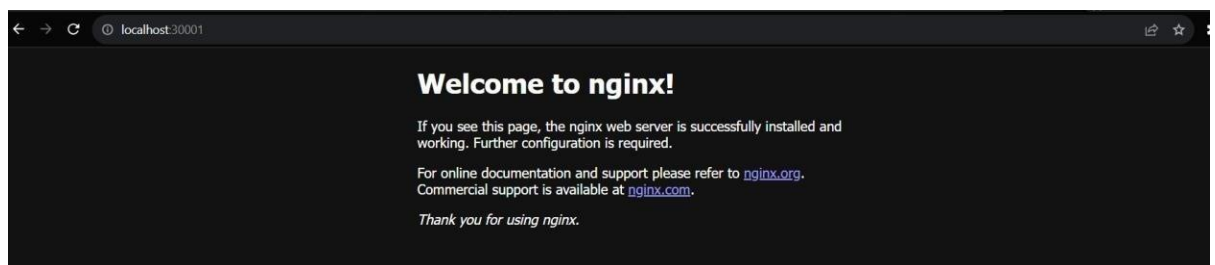 localhost:30001
Welcome to nginx!
If you see this page, the nginx web server is successfully installed and
working. Further configuration is required.
For online documentation and support please refer to nginx.org.
Commercial support is available at nginx.com.
Thank you for using nginx.